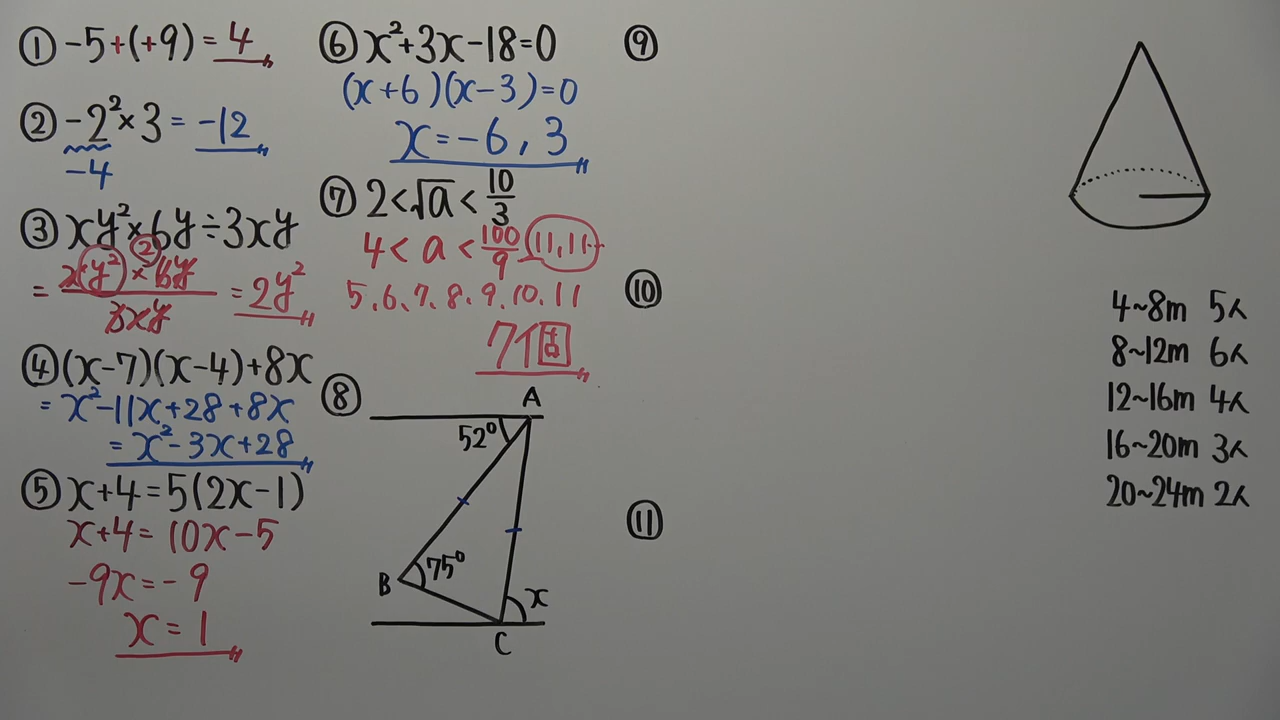 ① -5+(+9)=4
② -2²×3=-12
-4
③ xy²×6y÷3xy
= xy²×6y/3xy = 2y²
2
④ (x-7)(x-4)+8x
= x²-11x+28+8x
= x²-3x+28
⑤ x+4=5(2x-1)
x+4=10x-5
-9x=-9
x=1
⑥ x²+3x-18=0
(x+6)(x-3)=0
x=-6, 3
⑦ 2<√a<10/3
4<a<100/9 11,11…
5, 6, 7, 8, 9, 10, 11
7個
⑧
A
52°
B 75°
x
C
⑨
⑩
⑪
4~8m 5人
8~12m 6人
12~16m 4人
16~20m 3人
20~24m 2人